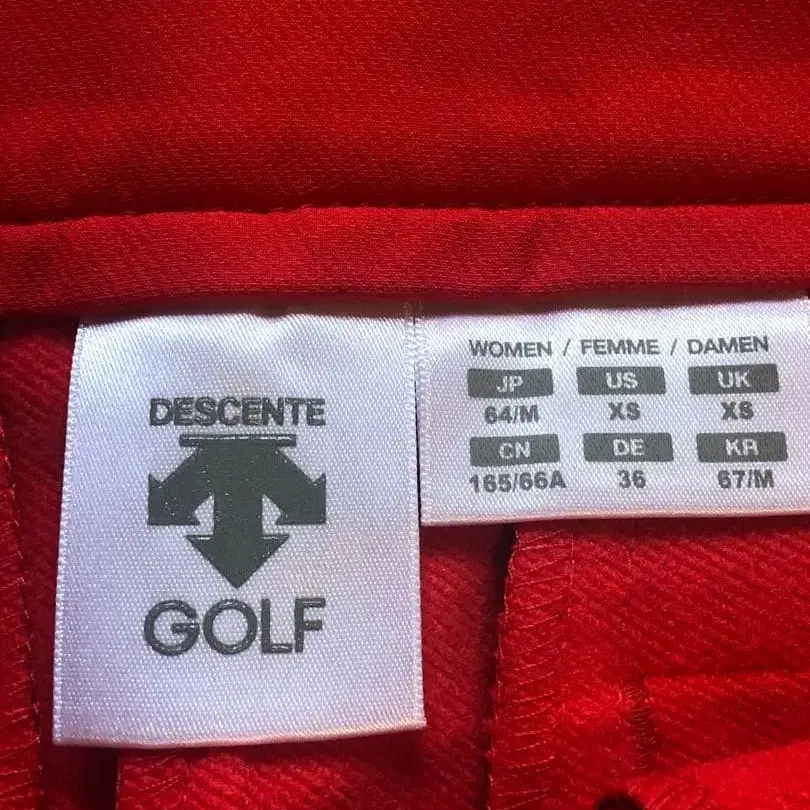 DESCENTE
GOLF
WOMEN / FEMME / DAMEN
JP US UK
64/M XS XS
CN DE KR
165/66A 36 67/M